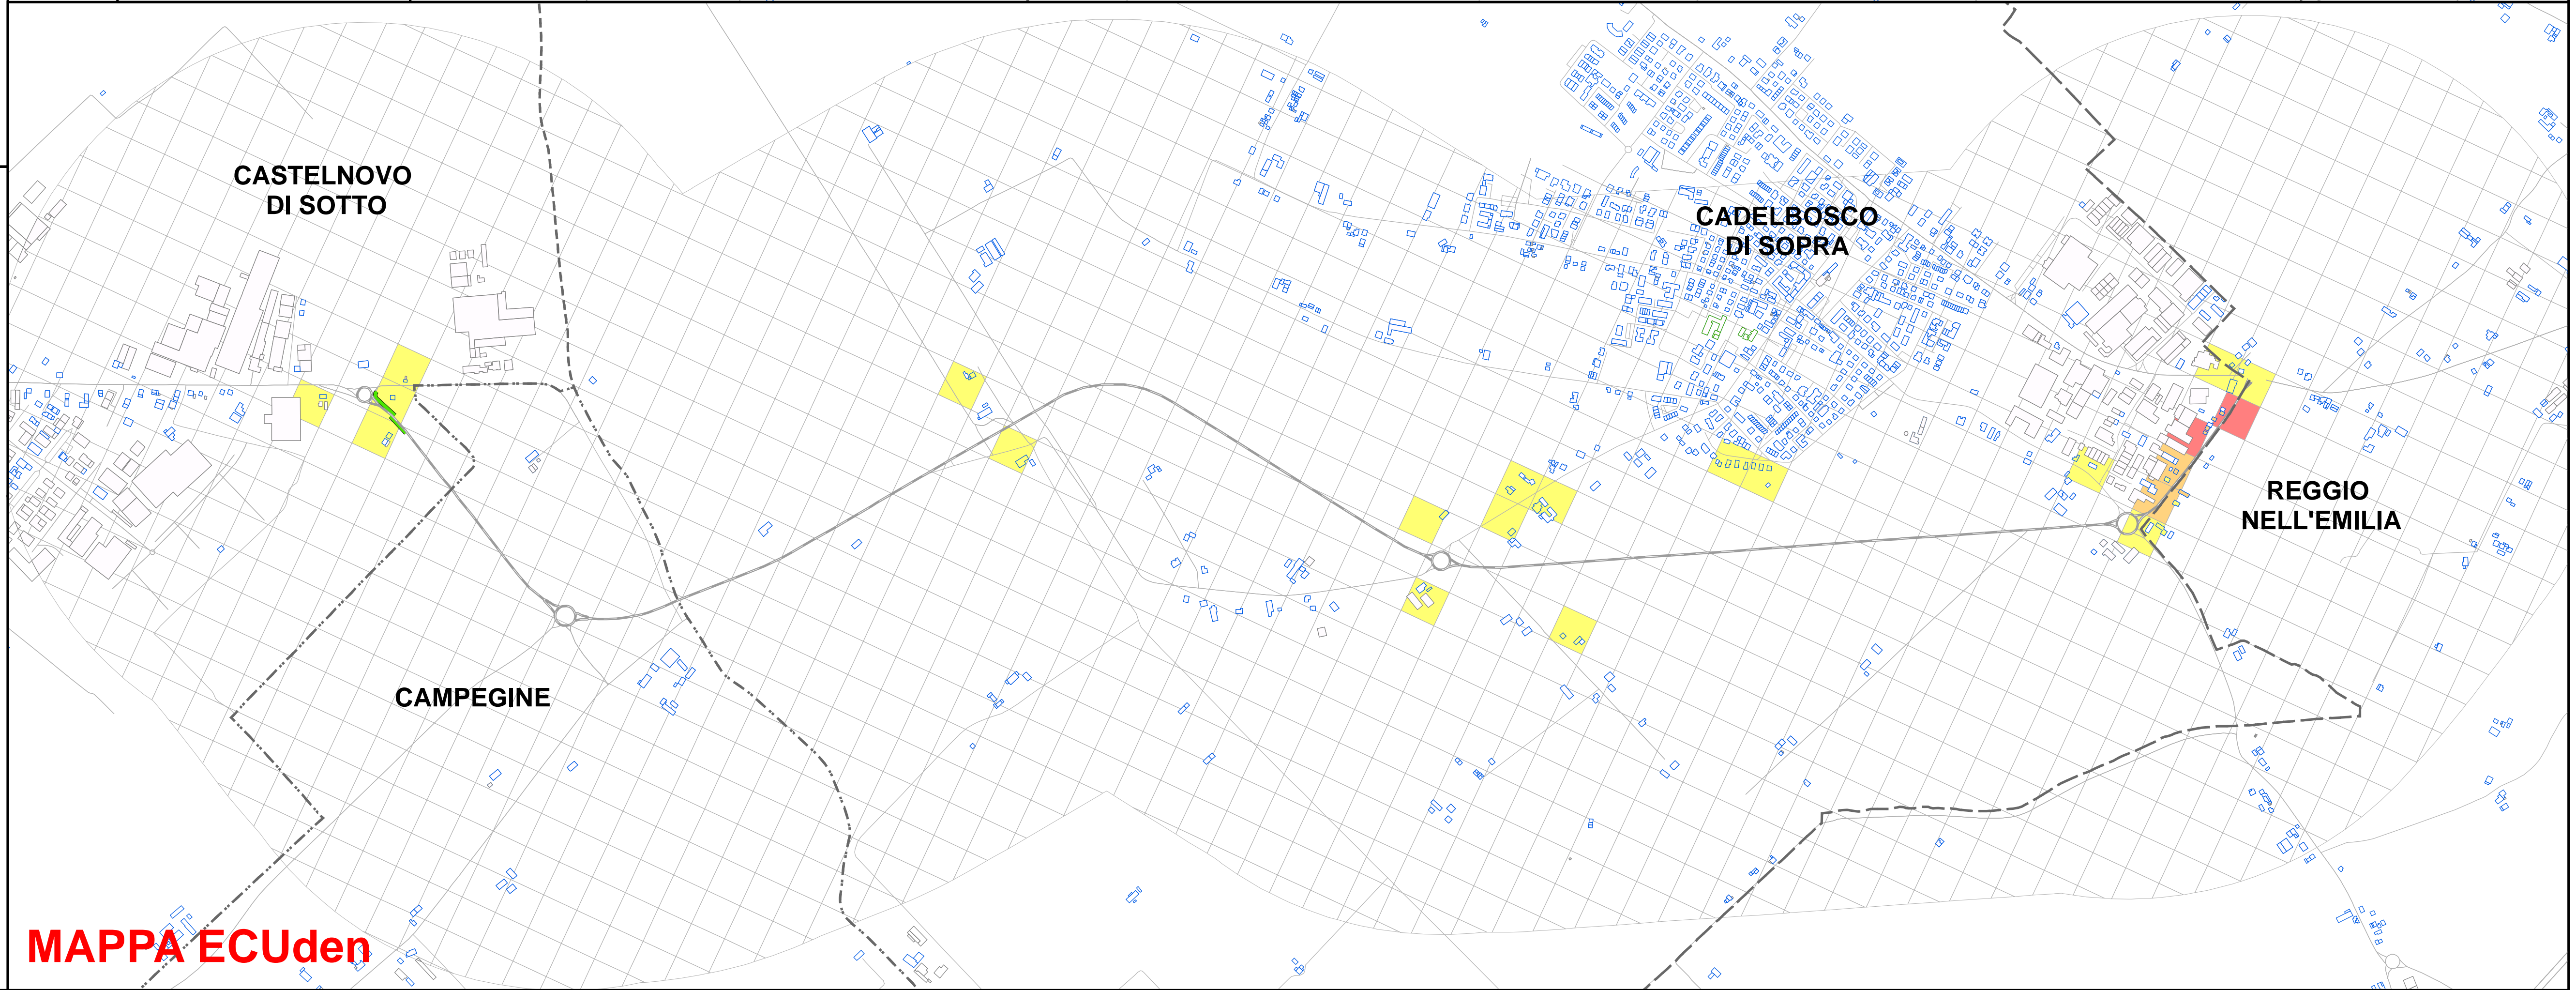 CASTELNOVO
DI SOTTO
CADELBOSCO
DI SOPRA
REGGIO
NELL'EMILIA
CAMPEGINE
MAPPA ECUden